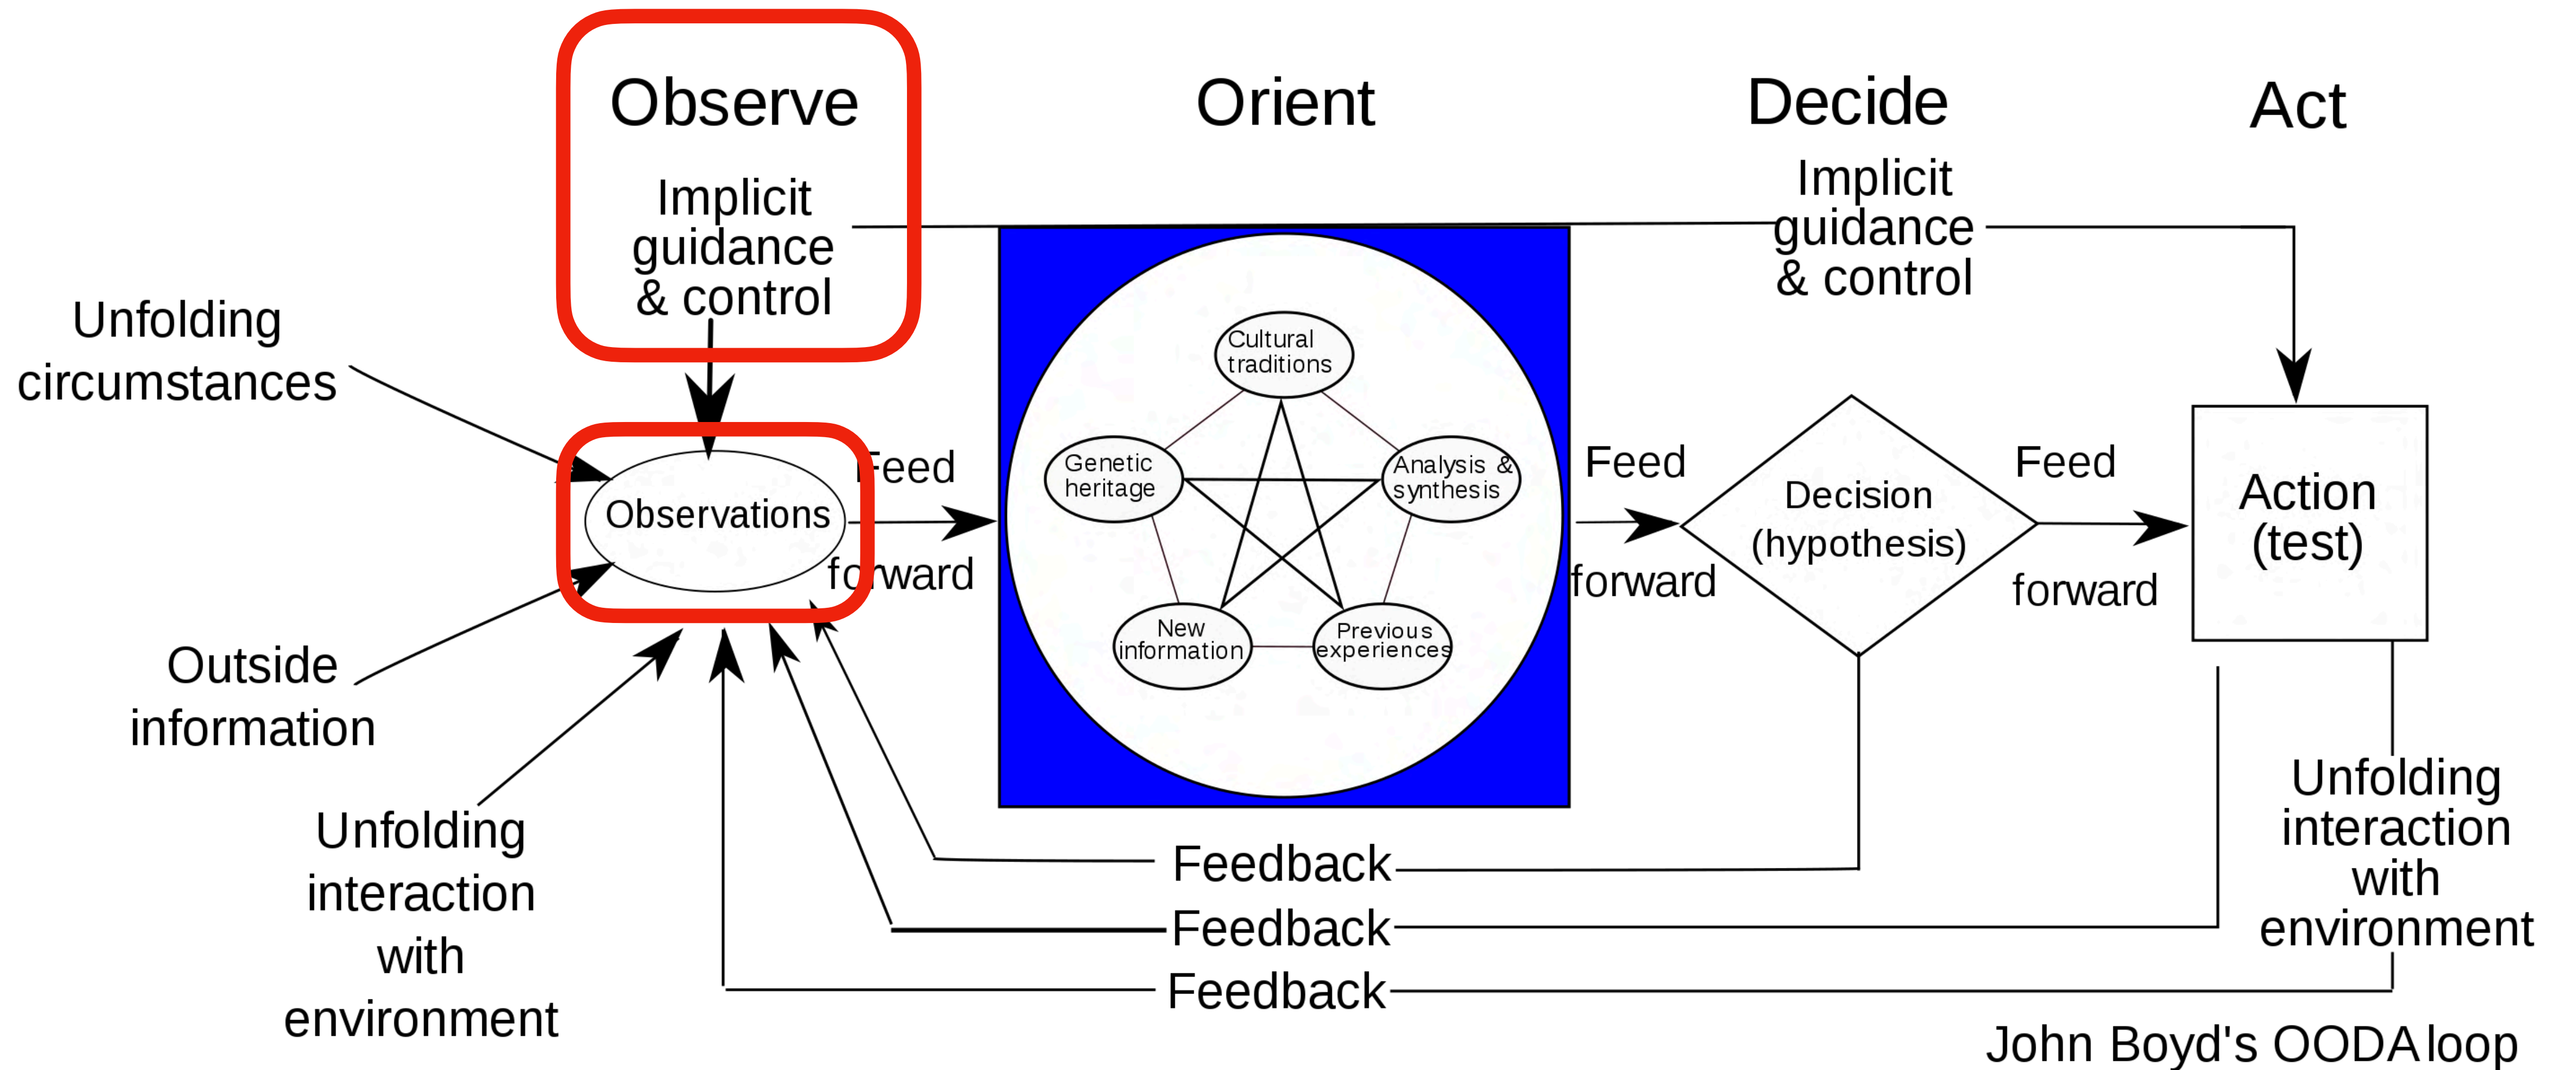 Observe
Orient
Decide
Act
Implicit
guidance
& control
Implicit
guidance
& control
Unfolding
circumstances
Observations
Feed
forward
Cultural
traditions
Genetic
heritage
Analysis &
synthesis
New
information
Previous
experiences
Feed
forward
Decision
(hypothesis)
Feed
forward
Action
(test)
Outside
information
Unfolding
interaction
with
environment
Feedback
Feedback
Feedback
Unfolding
interaction
with
environment
John Boyd's OODA loop